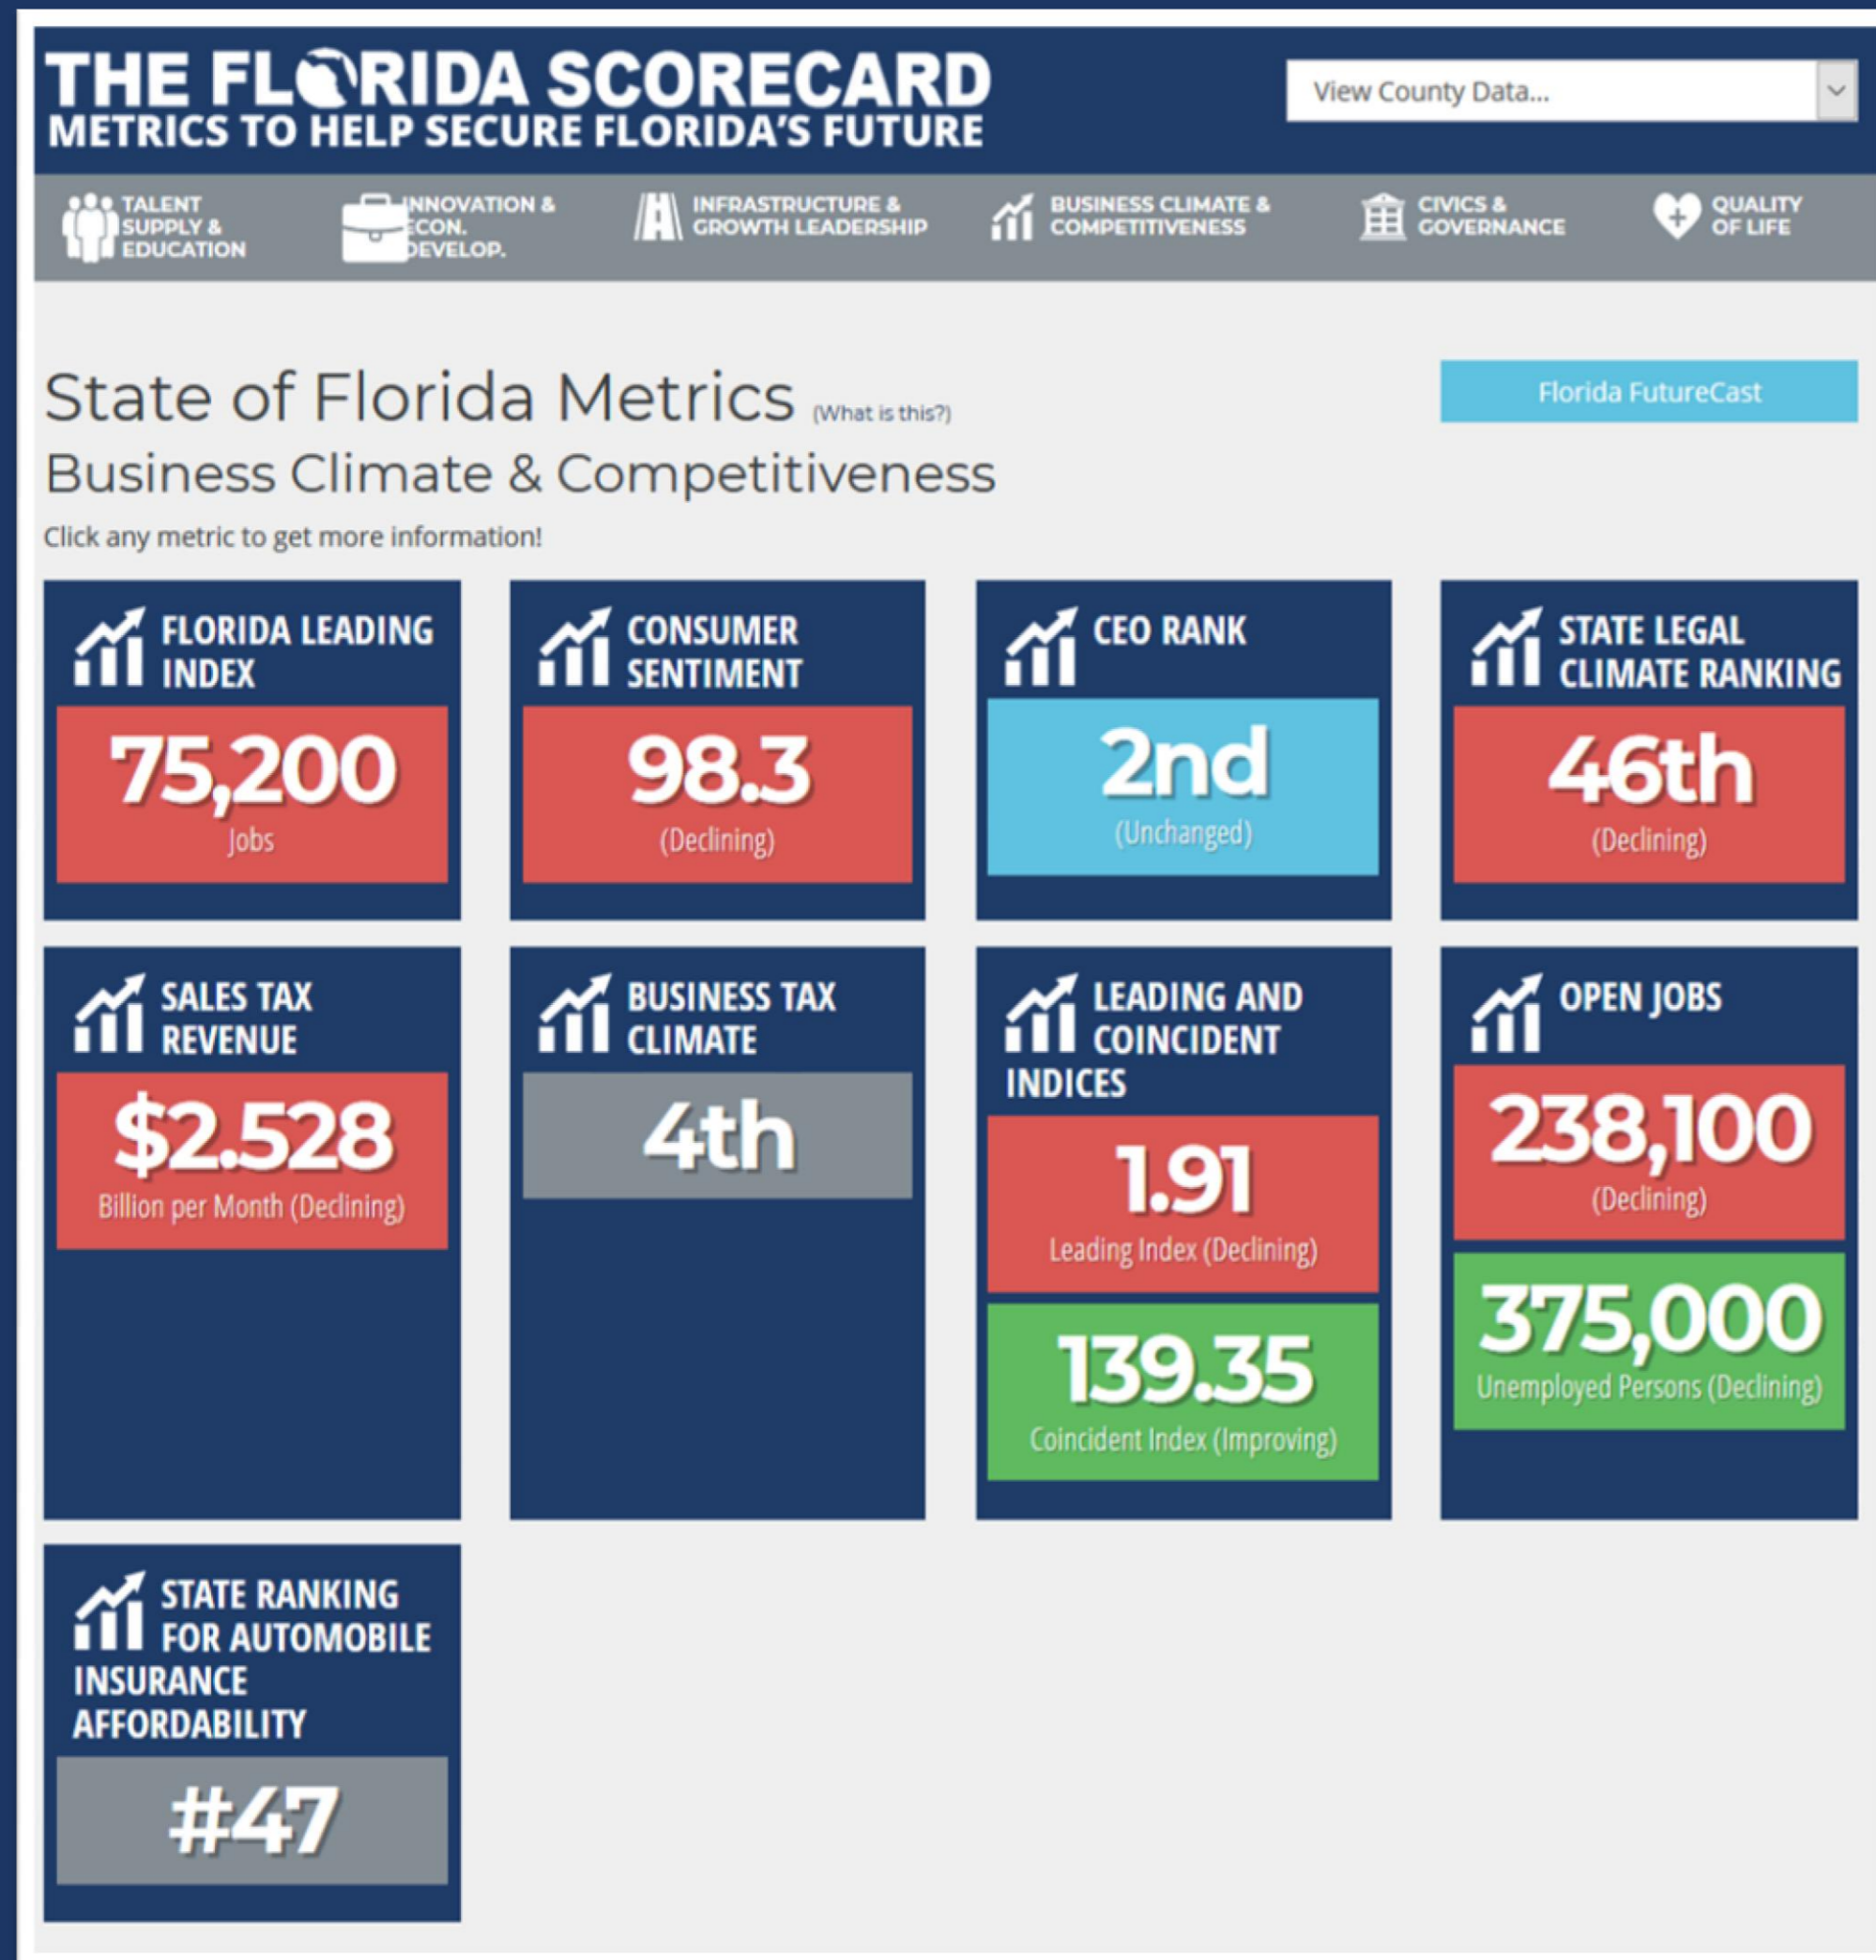 THE FLORIDA SCORECARD
METRICS TO HELP SECURE FLORIDA'S FUTURE
View County Data...
TALENT
SUPPLY &
EDUCATION
INNOVATION &
ECON.
DEVELOP.
INFRASTRUCTURE &
GROWTH LEADERSHIP
BUSINESS CLIMATE &
COMPETITIVENESS
CIVICS &
GOVERNANCE
QUALITY
OF LIFE
State of Florida Metrics (What is this?)
Florida FutureCast
Business Climate & Competitiveness
Click any metric to get more information!
FLORIDA LEADING
INDEX
75,200
Jobs
CONSUMER
SENTIMENT
98.3
(Declining)
CEO RANK
2nd
(Unchanged)
STATE LEGAL
CLIMATE RANKING
46th
(Declining)
SALES TAX
REVENUE
$2.528
Billion per Month (Declining)
BUSINESS TAX
CLIMATE
4th
LEADING AND
COINCIDENT
INDICES
1.91
Leading Index (Declining)
139.35
Coincident Index (Improving)
OPEN JOBS
238,100
(Declining)
375,000
Unemployed Persons (Declining)
STATE RANKING
FOR AUTOMOBILE
INSURANCE
AFFORDABILITY
#47